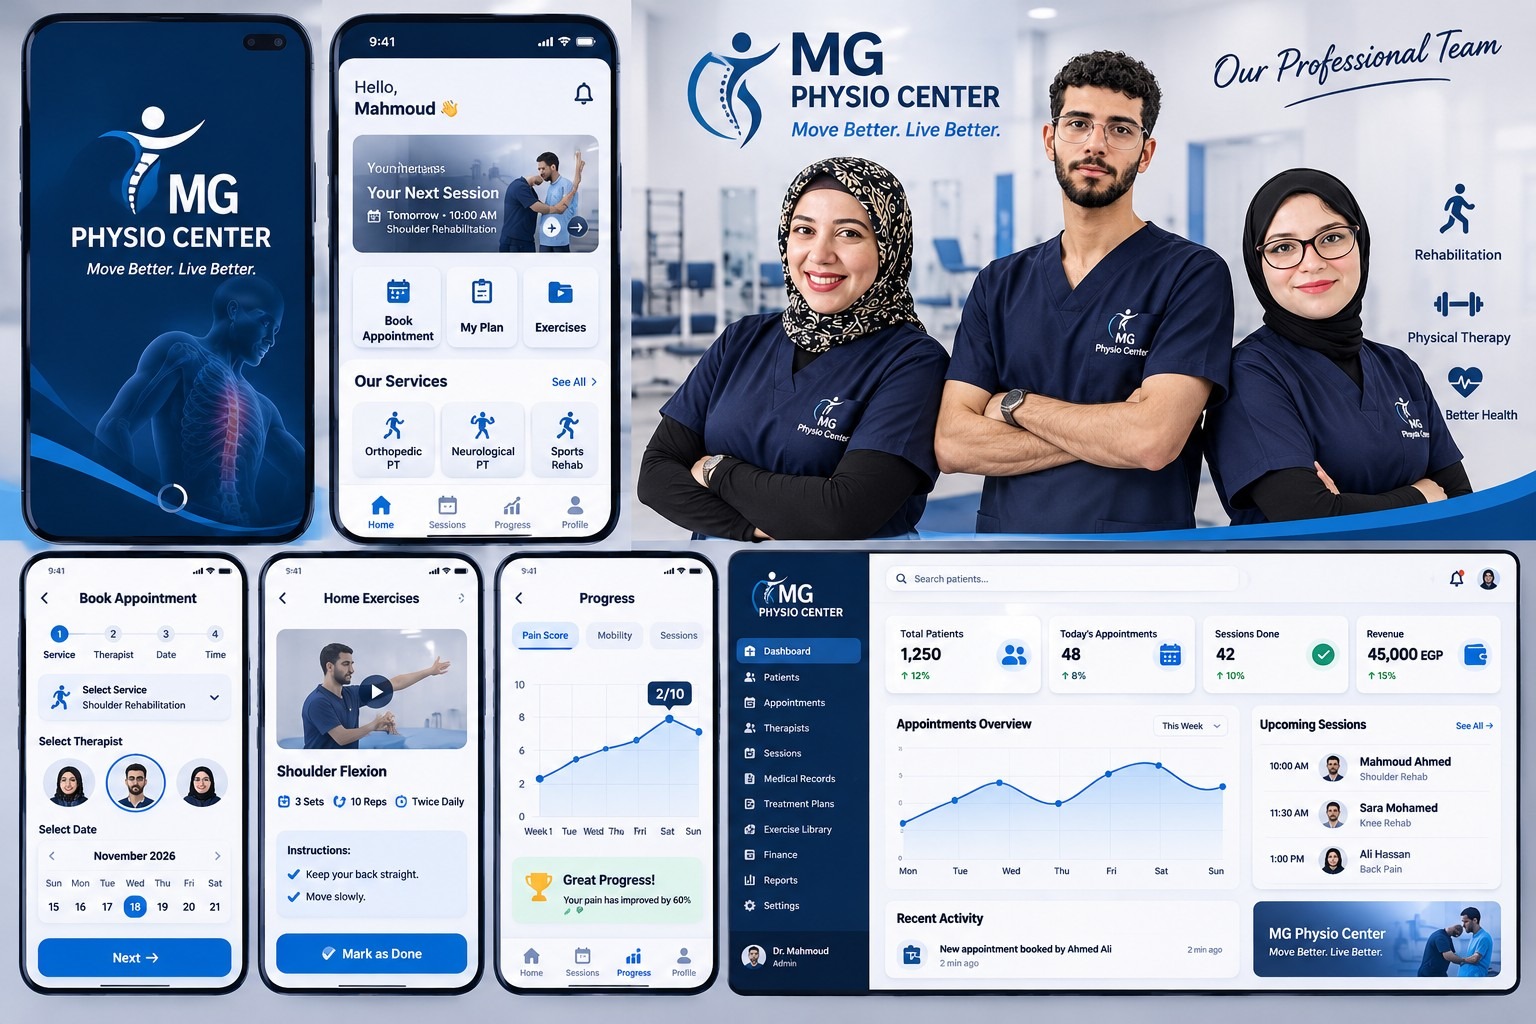 MG
PHYSIO CENTER
Move Better. Live Better.
9:41
Hello,
Mahmoud 👋
Your Next Session
Tomorrow • 10:00 AM
Shoulder Rehabilitation
Book
Appointment
My Plan
Exercises
Our Services
See All >
Orthopedic
PT
Neurological
PT
Sports
Rehab
Home
Sessions
Progress
Profile
MG
PHYSIO CENTER
Move Better. Live Better.
Our Professional Team
Rehabilitation
Physical Therapy
Better Health
MG
Physio Center
MG
Physio Center
MG
9:41
Book Appointment
1
2
3
4
Service
Therapist
Date
Time
Select Service
Shoulder Rehabilitation
Select Therapist
Select Date
November 2026
Sun Mon Tue Wed Thu Fri Sat
15 16 17 18 19 20 21
Next →
9:41
Home Exercises
Shoulder Flexion
3 Sets
10 Reps
Twice Daily
Instructions:
Keep your back straight.
Move slowly.
Mark as Done
9:41
Progress
Pain Score
Mobility
Sessions
2/10
10
8
6
2
0
Week1 Tue Wed Thu Fri Sat Sun
Great Progress!
Your pain has improved by 60%
Home
Sessions
Progress
Profile
MG
PHYSIO CENTER
Dashboard
Patients
Appointments
Therapists
Sessions
Medical Records
Treatment Plans
Exercise Library
Finance
Reports
Settings
Dr. Mahmoud
Admin
Search patients...
Total Patients
1,250
↑ 12%
Today's Appointments
48
↑ 8%
Sessions Done
42
↑ 10%
Revenue
45,000 EGP
↑ 15%
Appointments Overview
This Week
Mon Tue Wed Thu Fri Sat Sun
Upcoming Sessions
See All →
10:00 AM
Mahmoud Ahmed
Shoulder Rehab
11:30 AM
Sara Mohamed
Knee Rehab
1:00 PM
Ali Hassan
Back Pain
Recent Activity
New appointment booked by Ahmed Ali
2 min ago
2 min ago
MG Physio Center
Move Better. Live Better.